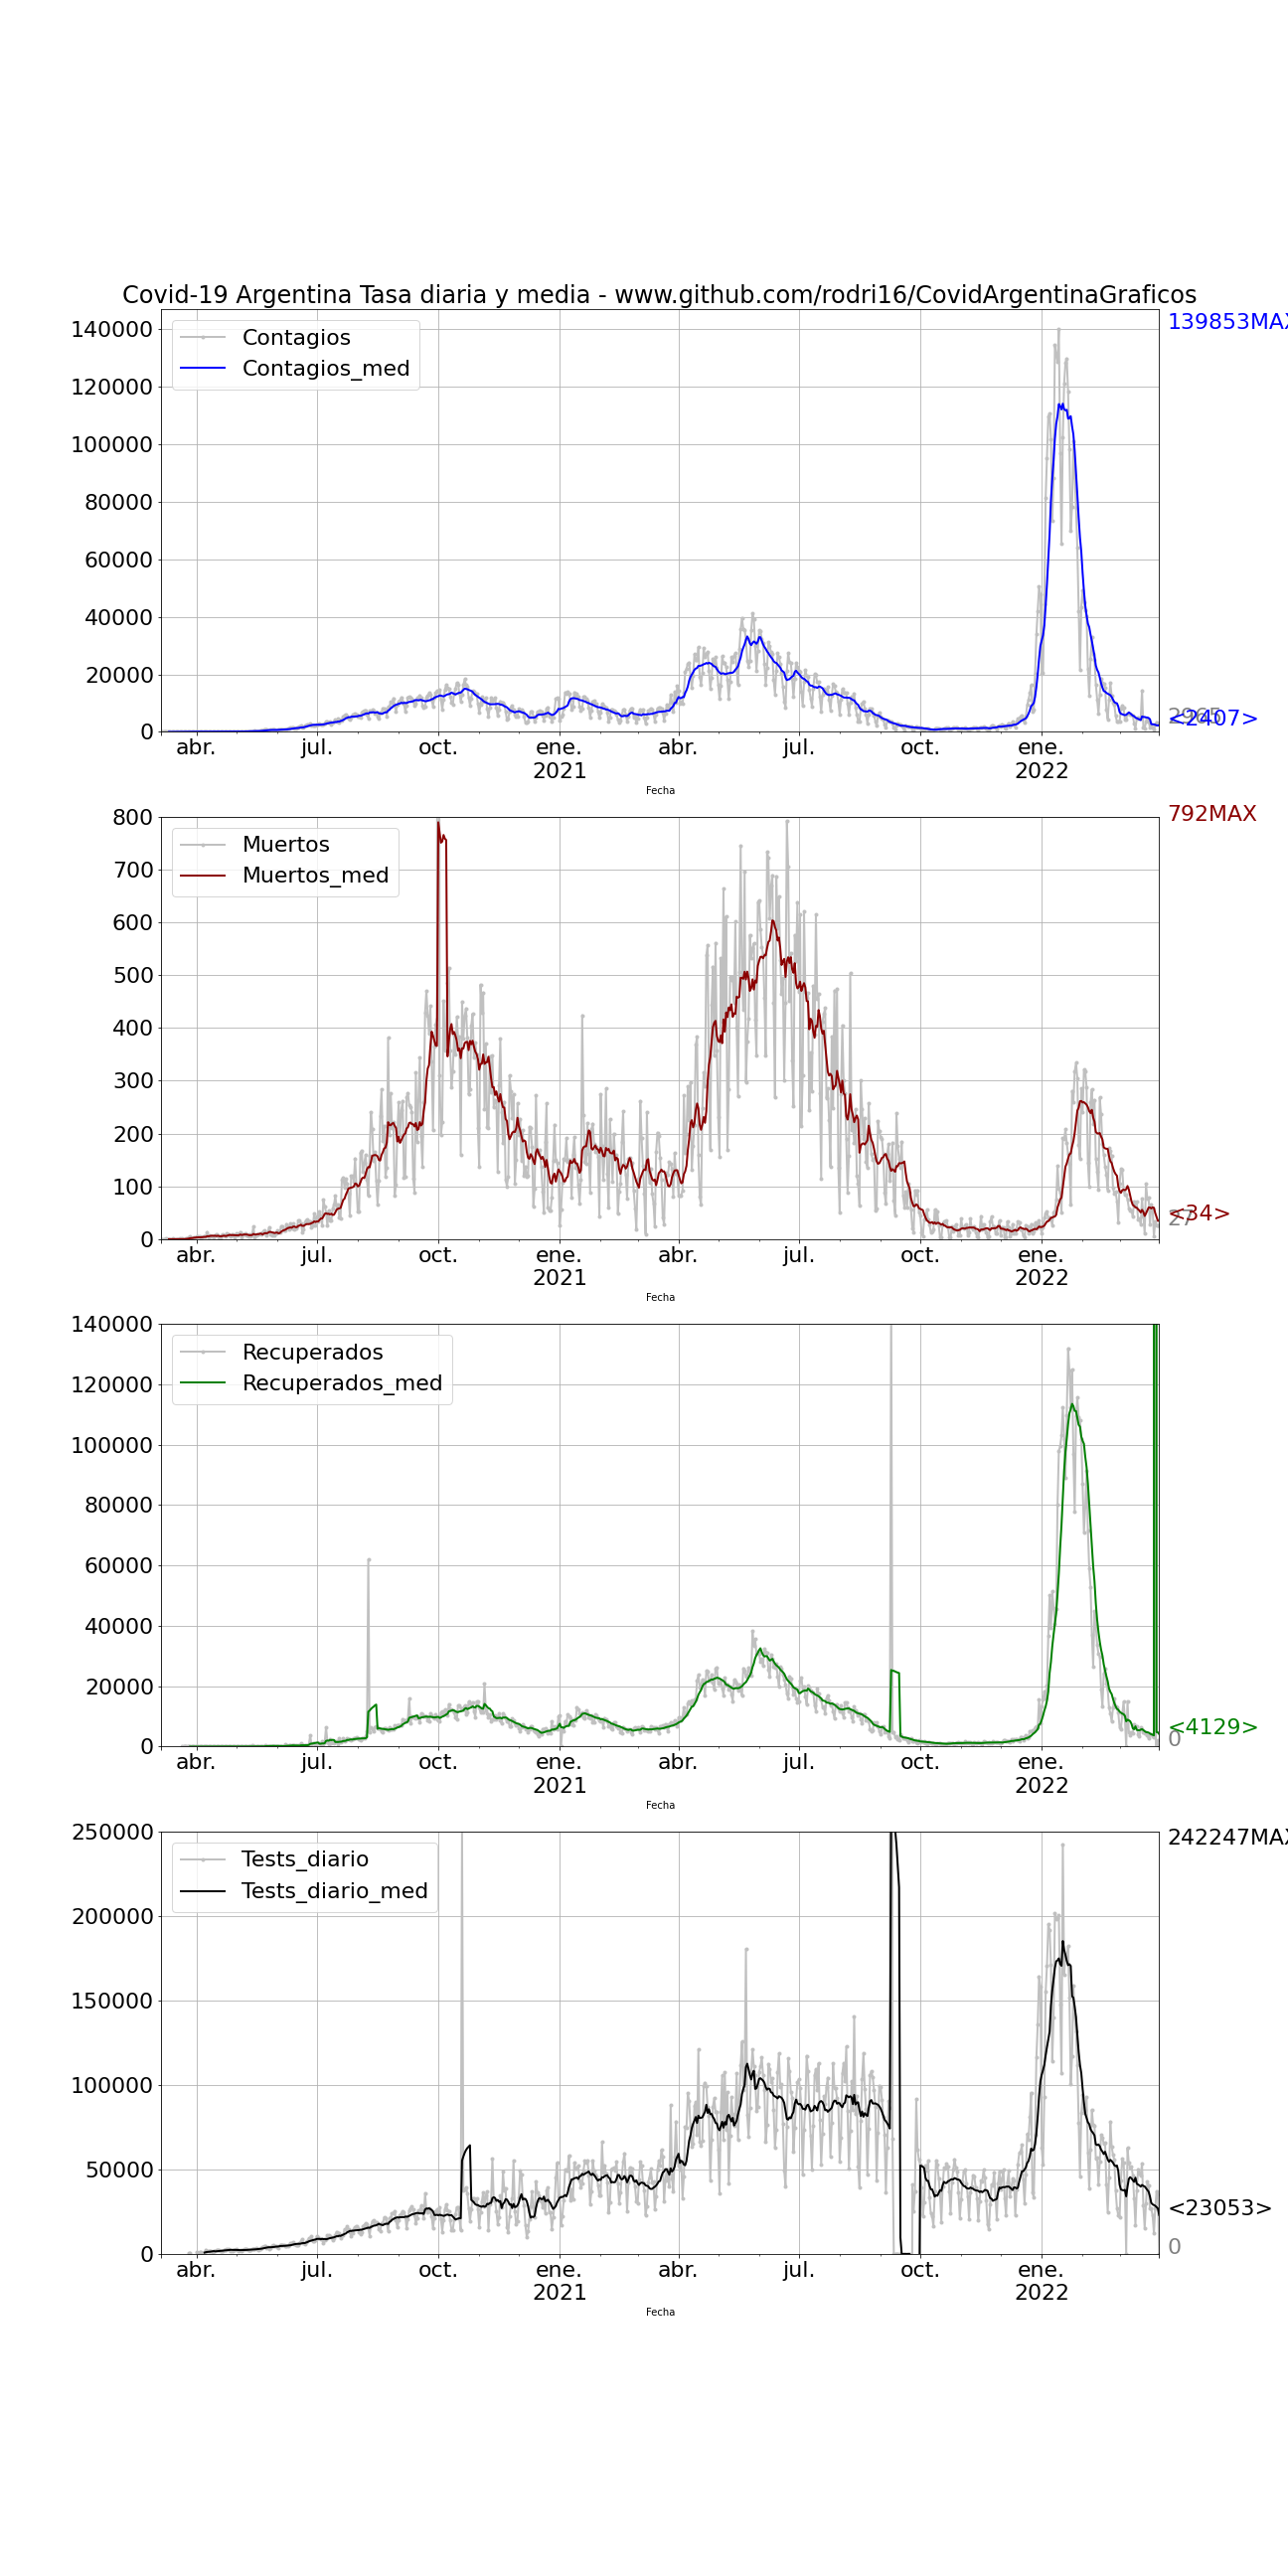 Covid-19 Argentina Tasa diaria y media - www.github.com/rodri16/CovidArgentinaGraficos
139853MAX
140000
120000
100000
80000
60000
40000
20000
0
Contagios
Contagios_med
<2407>
abr. jul. oct. ene. abr. jul. oct. ene.
2021 2022
Fecha
792MAX
800
700
600
500
400
300
200
100
0
Muertos
Muertos_med
<34>
27
abr. jul. oct. ene. abr. jul. oct. ene.
2021 2022
Fecha
140000
120000
100000
80000
60000
40000
20000
0
Recuperados
Recuperados_med
<4129>
0
abr. jul. oct. ene. abr. jul. oct. ene.
2021 2022
Fecha
242247MAX
250000
200000
150000
100000
50000
0
Tests_diario
Tests_diario_med
<23053>
0
abr. jul. oct. ene. abr. jul. oct. ene.
2021 2022
Fecha